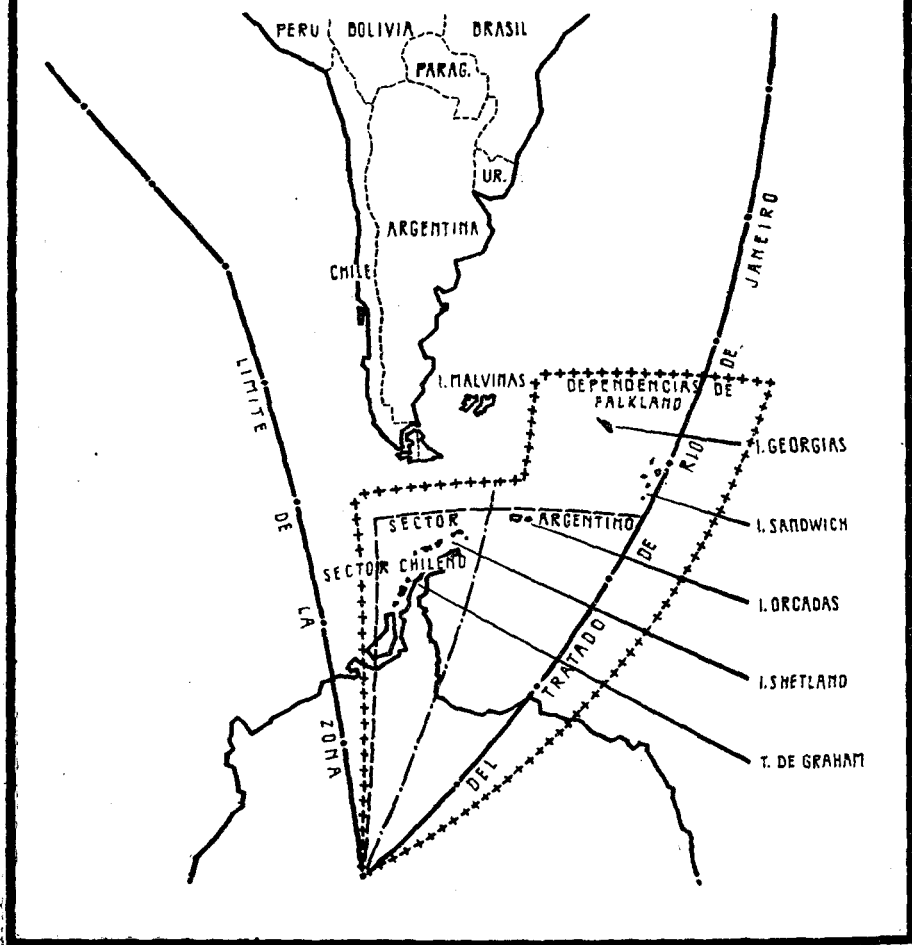 PERU BOLIVIA BRASIL
PARAG.
UR.
ARGENTINA
CHILE
JANEIRO
LIMITE DE LA ZONA DEL TRATADO DE RIO DE
I. MALVINAS
DEPENDENCIAS DE
FALKLAND
I. GEORGIAS
SECTOR ARGENTINO
I. SANDWICH
SECTOR CHILENO
I. ORCADAS
I. SHETLAND
T. DE GRAHAM